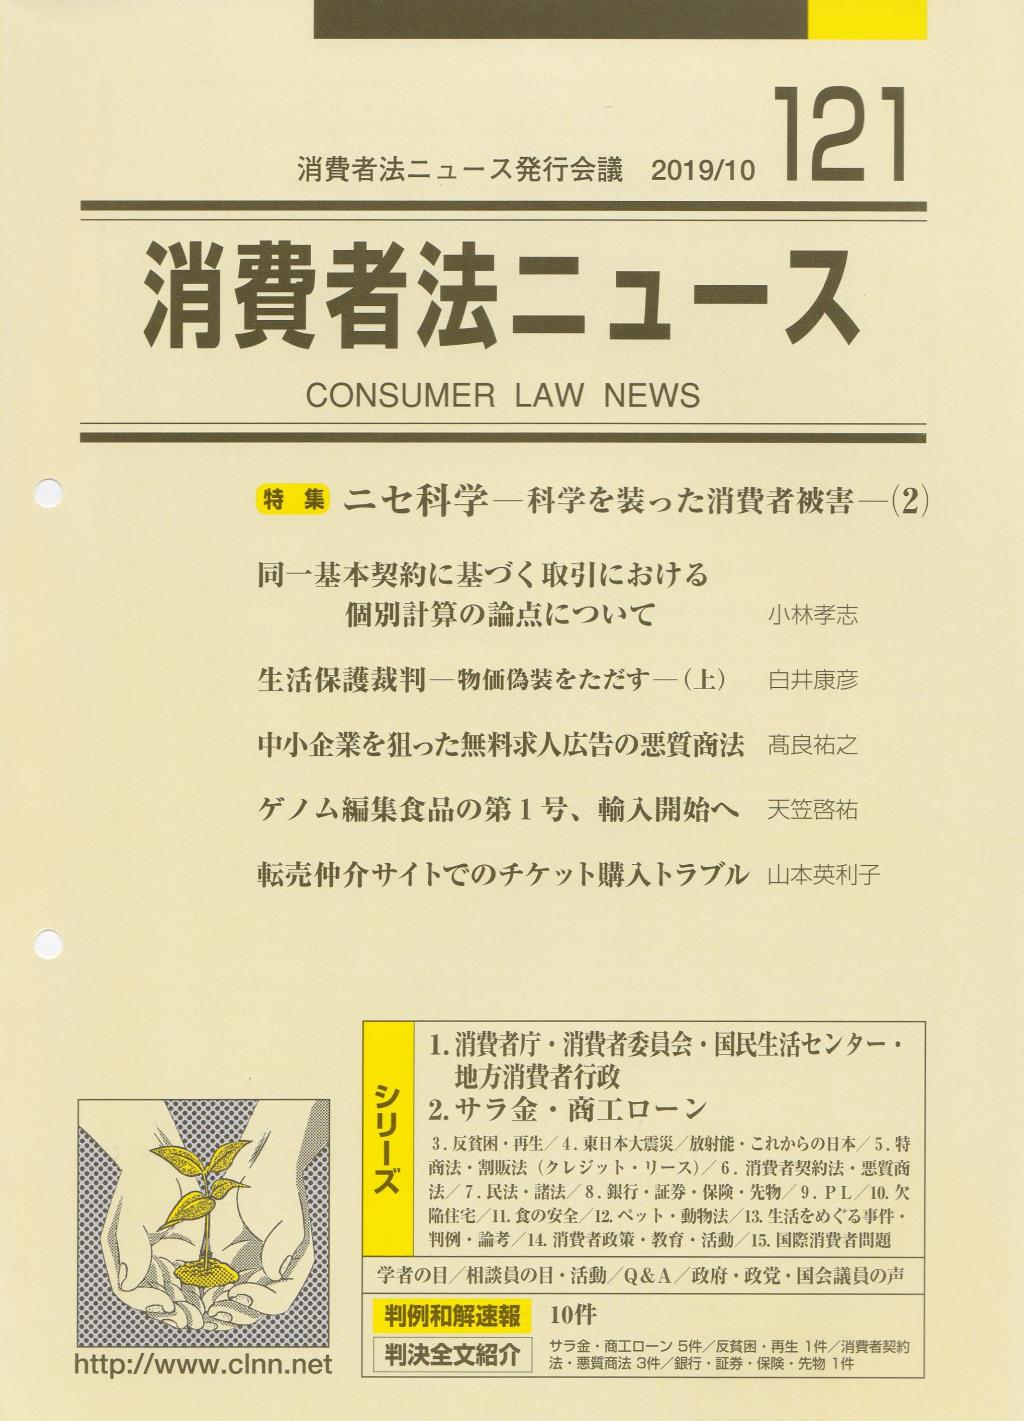 消費者法ニュース発行会議 2019/10 121
消費者法ニュース
CONSUMER LAW NEWS
特集 ニセ科学―科学を装った消費者被害―(2)
同一基本契約に基づく取引における
個別計算の論点について 小林孝志
生活保護裁判―物価偽装をただす―(上) 白井康彦
中小企業を狙った無料求人広告の悪質商法 髙良祐之
ゲノム編集食品の第1号、輸入開始へ 天笠啓祐
転売仲介サイトでのチケット購入トラブル 山本英利子
シリーズ
1.消費者庁・消費者委員会・国民生活センター・
地方消費者行政
2.サラ金・商工ローン
3.反貧困・再生/4.東日本大震災/放射能・これからの日本/5.特
商法・割販法(クレジット・リース)/6.消費者契約法・悪質商
法/7.民法・諸法/8.銀行・証券・保険・先物/9.PL/10.欠
陥住宅/11.食の安全/12.ペット・動物法/13.生活をめぐる事件・
判例・論考/14.消費者政策・教育・活動/15.国際消費者問題
学者の目/相談員の目・活動/Q&A/政府・政党・国会議員の声
判例和解速報 10件
判決全文紹介 サラ金・商工ローン 5件/反貧困・再生 1件/消費者契約
法・悪質商法 3件/銀行・証券・保険・先物 1件
http://www.clnn.net